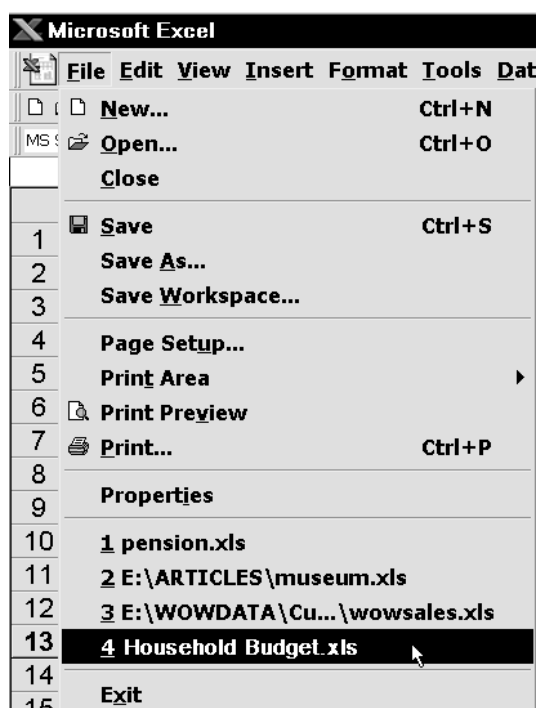 Microsoft Excel
File Edit View Insert Format Tools Dat
New... Ctrl+N
MS
Open... Ctrl+O
Close
Save Ctrl+S
1
Save As...
2
Save Workspace...
3
4
Page Setup...
5
Print Area
6
Print Preview
7
Print... Ctrl+P
8
Properties
9
10
1 pension.xls
11
2 E:\ARTICLES\museum.xls
12
3 E:\WOWDATA\Cu...\wowsales.xls
13
4 Household Budget.xls
14
Exit
15